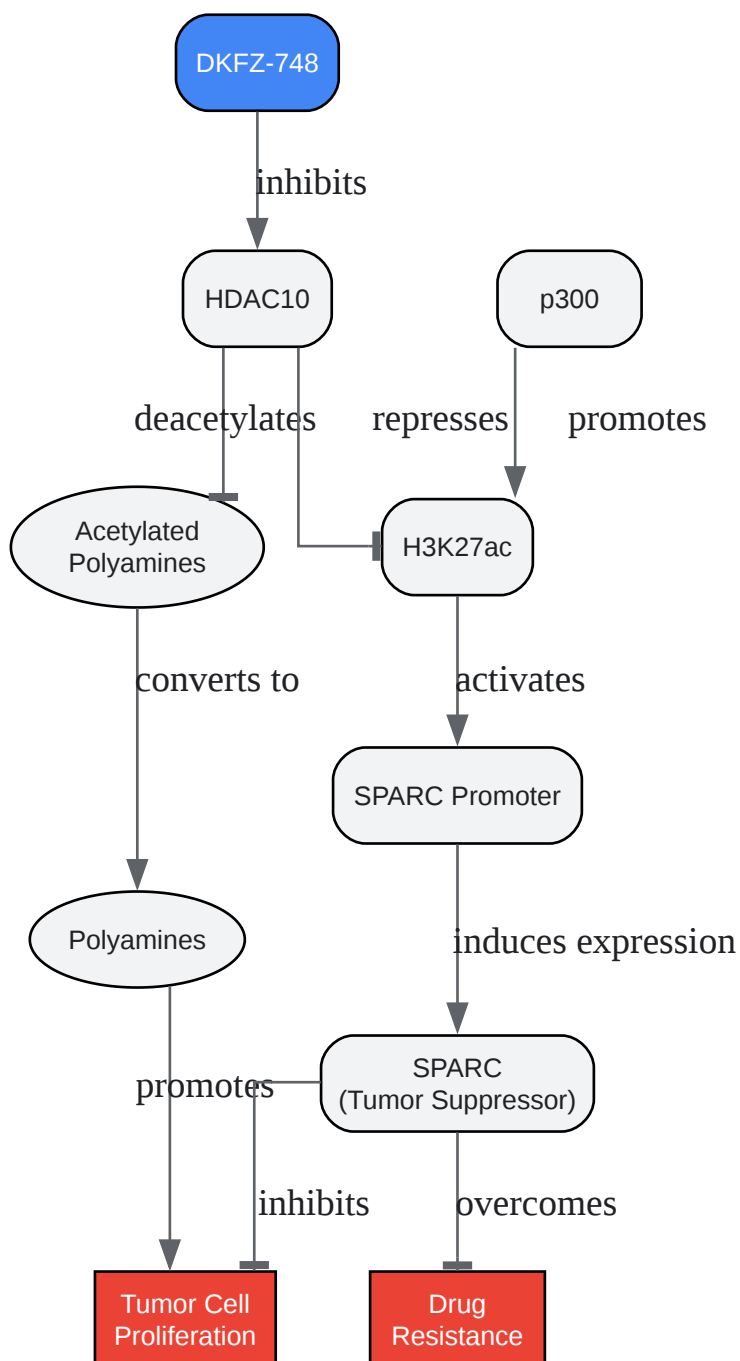 DKFZ-748
inhibits
HDAC10
p300
deacetylates
represses
promotes
Acetylated
Polyamines
H3K27ac
converts to
activates
SPARC Promoter
Polyamines
induces expression
SPARC
(Tumor Suppressor)
promotes
inhibits
overcomes
Tumor Cell
Proliferation
Drug
Resistance